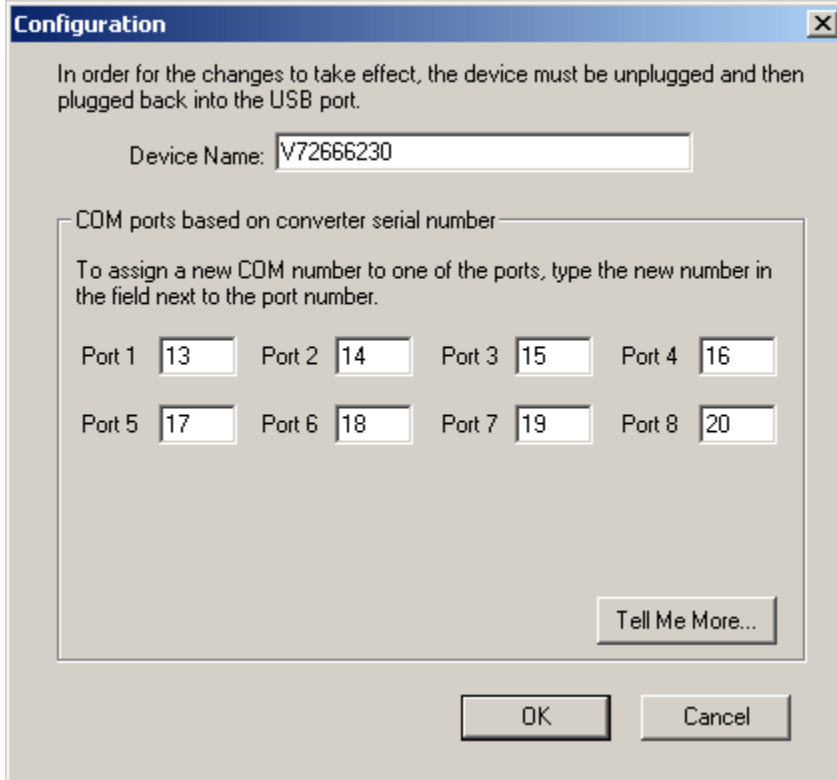 Configuration
In order for the changes to take effect, the device must be unplugged and then
plugged back into the USB port.
Device Name: V72666230
COM ports based on converter serial number
To assign a new COM number to one of the ports, type the new number in
the field next to the port number.
Port 1 13 Port 2 14 Port 3 15 Port 4 16
Port 5 17 Port 6 18 Port 7 19 Port 8 20
Tell Me More...
OK Cancel